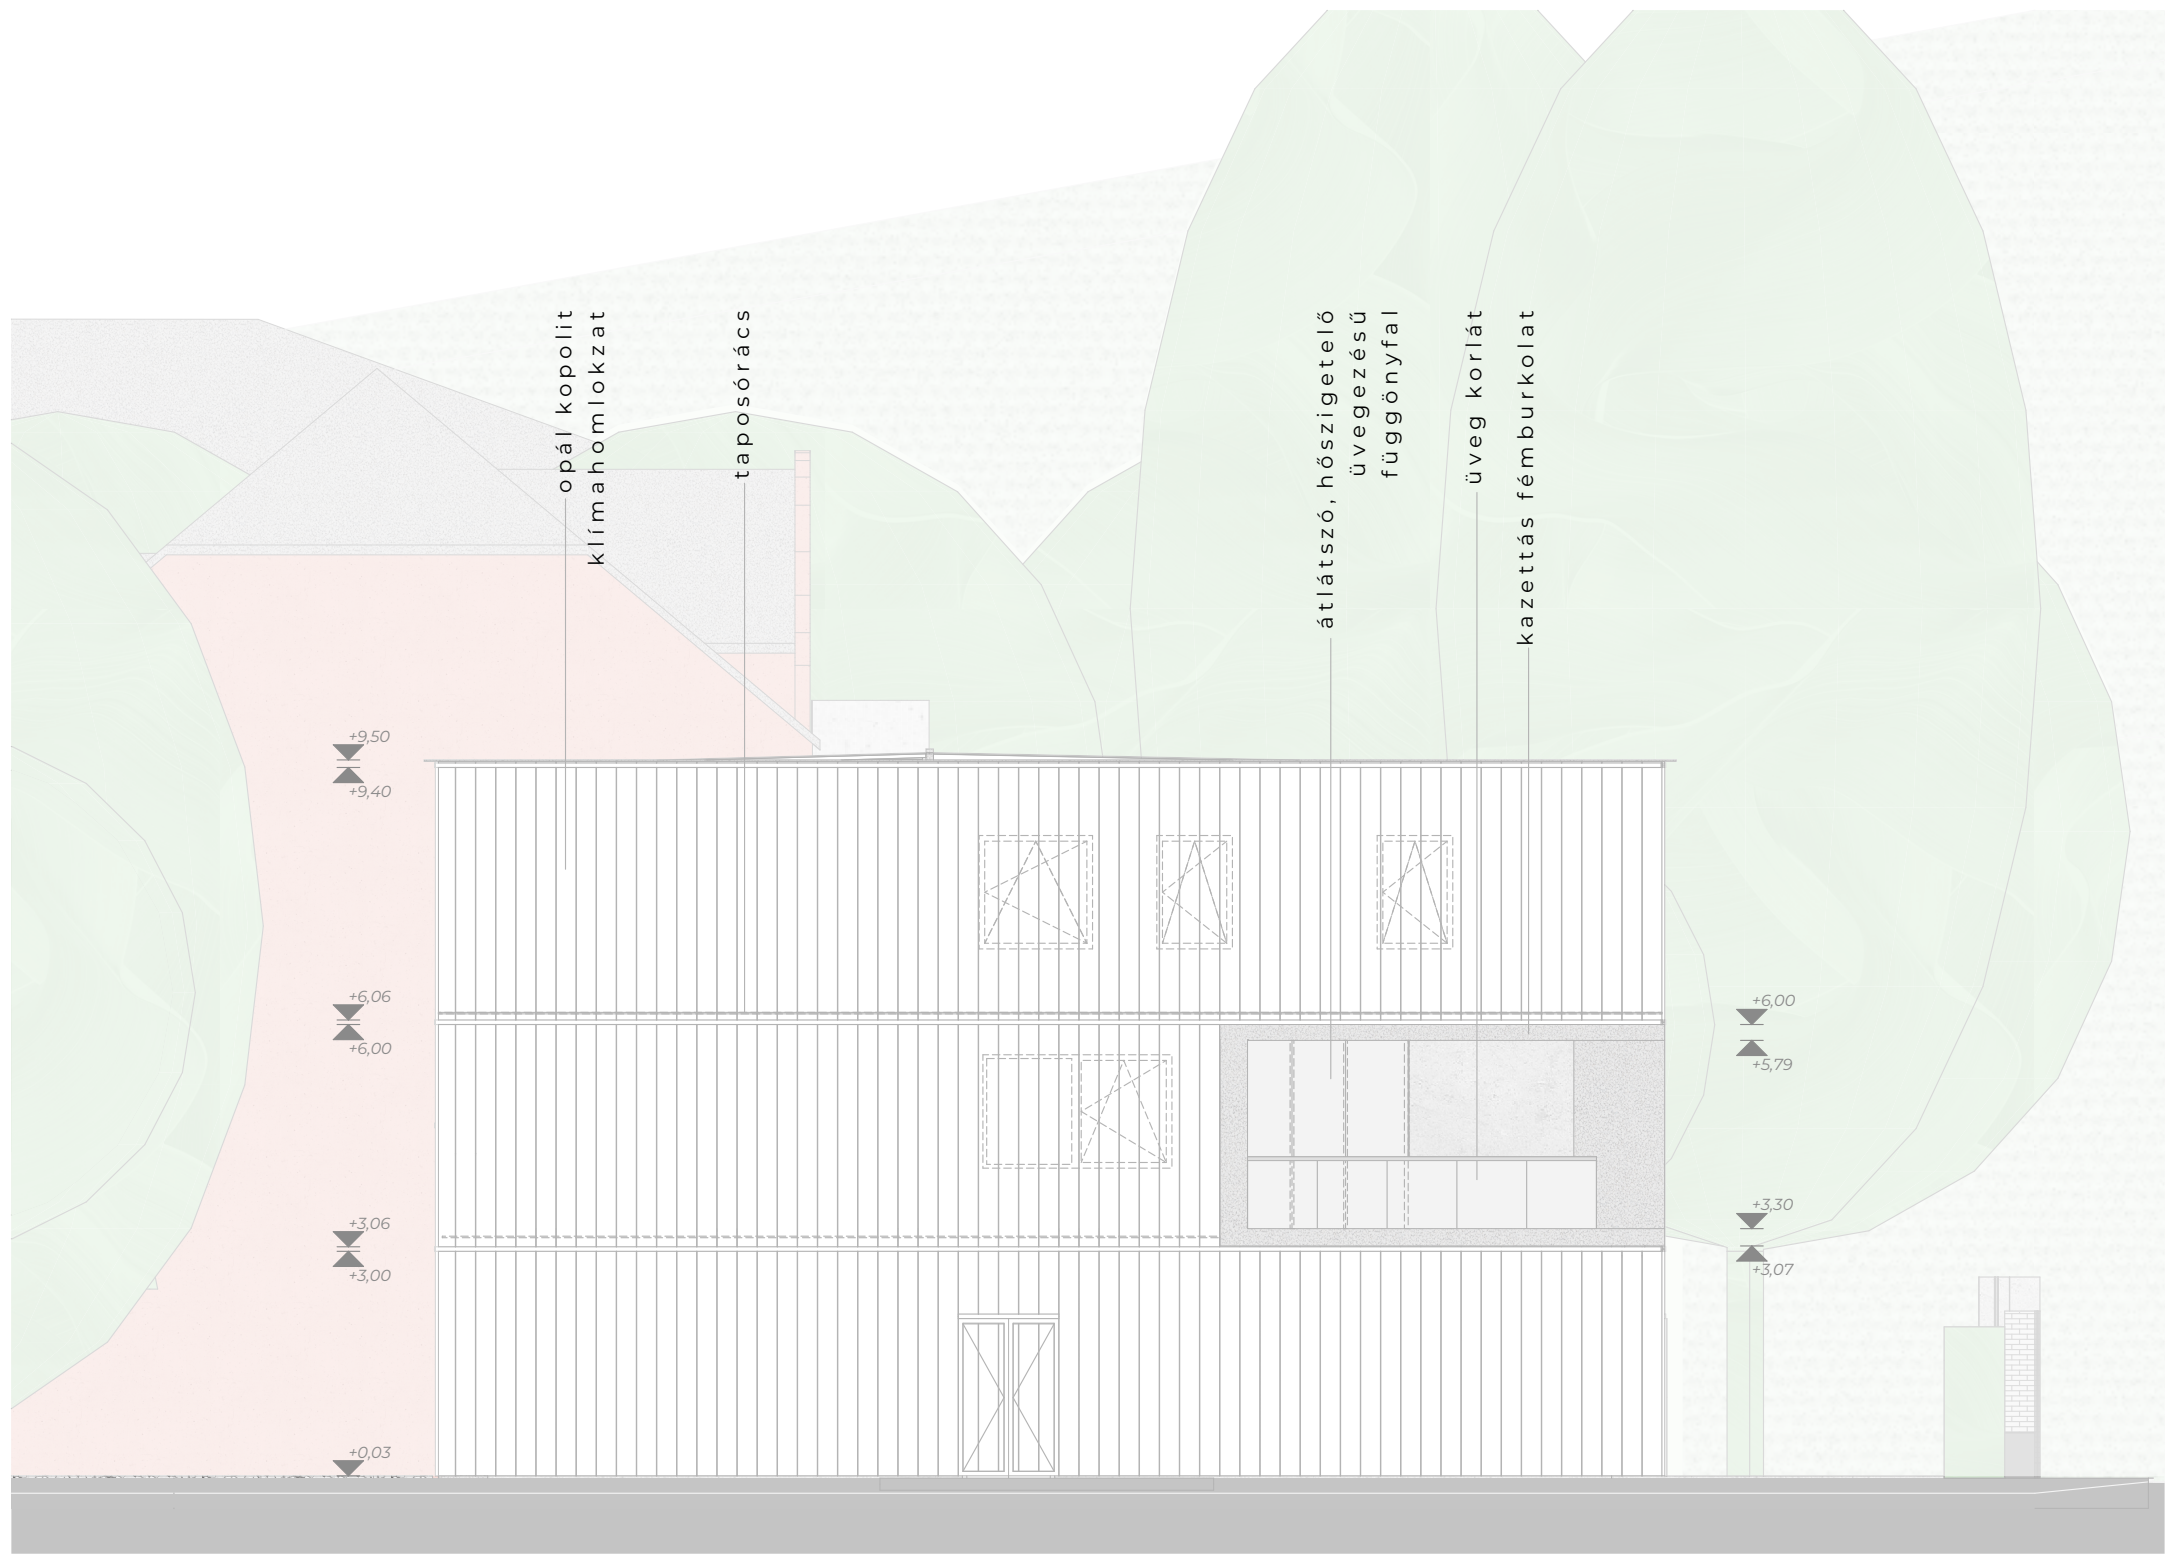 opál kopolit
klímahomlokzat
taposórács
átlátszó, hőszigetelő
üvegezésű
függönyfal
üveg korlát
kazettás fémburkolat
+9,50
+9,40
+6,06
+6,00
+3,06
+3,00
+0,03
+6,00
+5,79
+3,30
+3,07